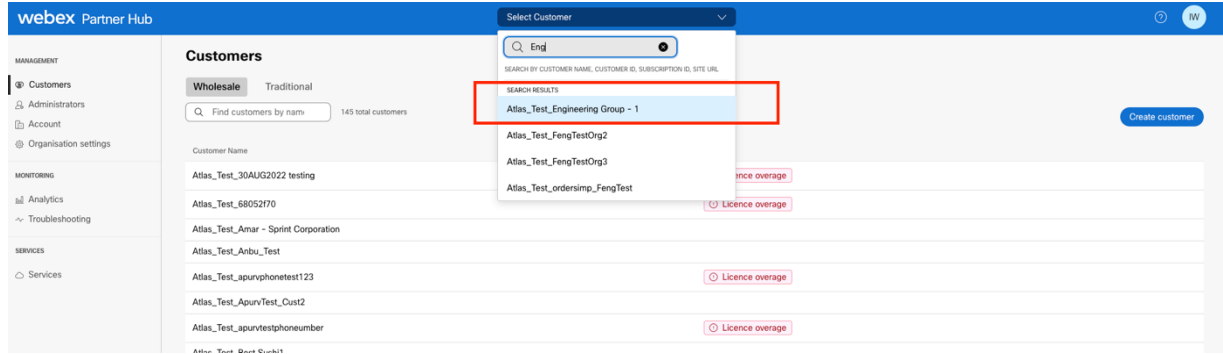 webex Partner Hub
Select Customer
IW
Eng
SEARCH BY CUSTOMER NAME, CUSTOMER ID, SUBSCRIPTION ID, SITE URL
SEARCH RESULTS
Atlas_Test_Engineering Group - 1
Atlas_Test_FengTestOrg2
Atlas_Test_FengTestOrg3
Atlas_Test_ordersimp_FengTest
MANAGEMENT
Customers
Administrators
Account
Organisation settings
MONITORING
Analytics
Troubleshooting
SERVICES
Services
Customers
Wholesale Traditional
Find customers by name 145 total customers
Create customer
Customer Name
Atlas_Test_30AUG2022 testing ence overage
Atlas_Test_68052f70 Licence overage
Atlas_Test_Amar - Sprint Corporation
Atlas_Test_Anbu_Test
Atlas_Test_apurvphonetest123 Licence overage
Atlas_Test_ApurvTest_Cust2
Atlas_Test_apurvtestphoneumber Licence overage
Atlas_Test_Best Sushi1